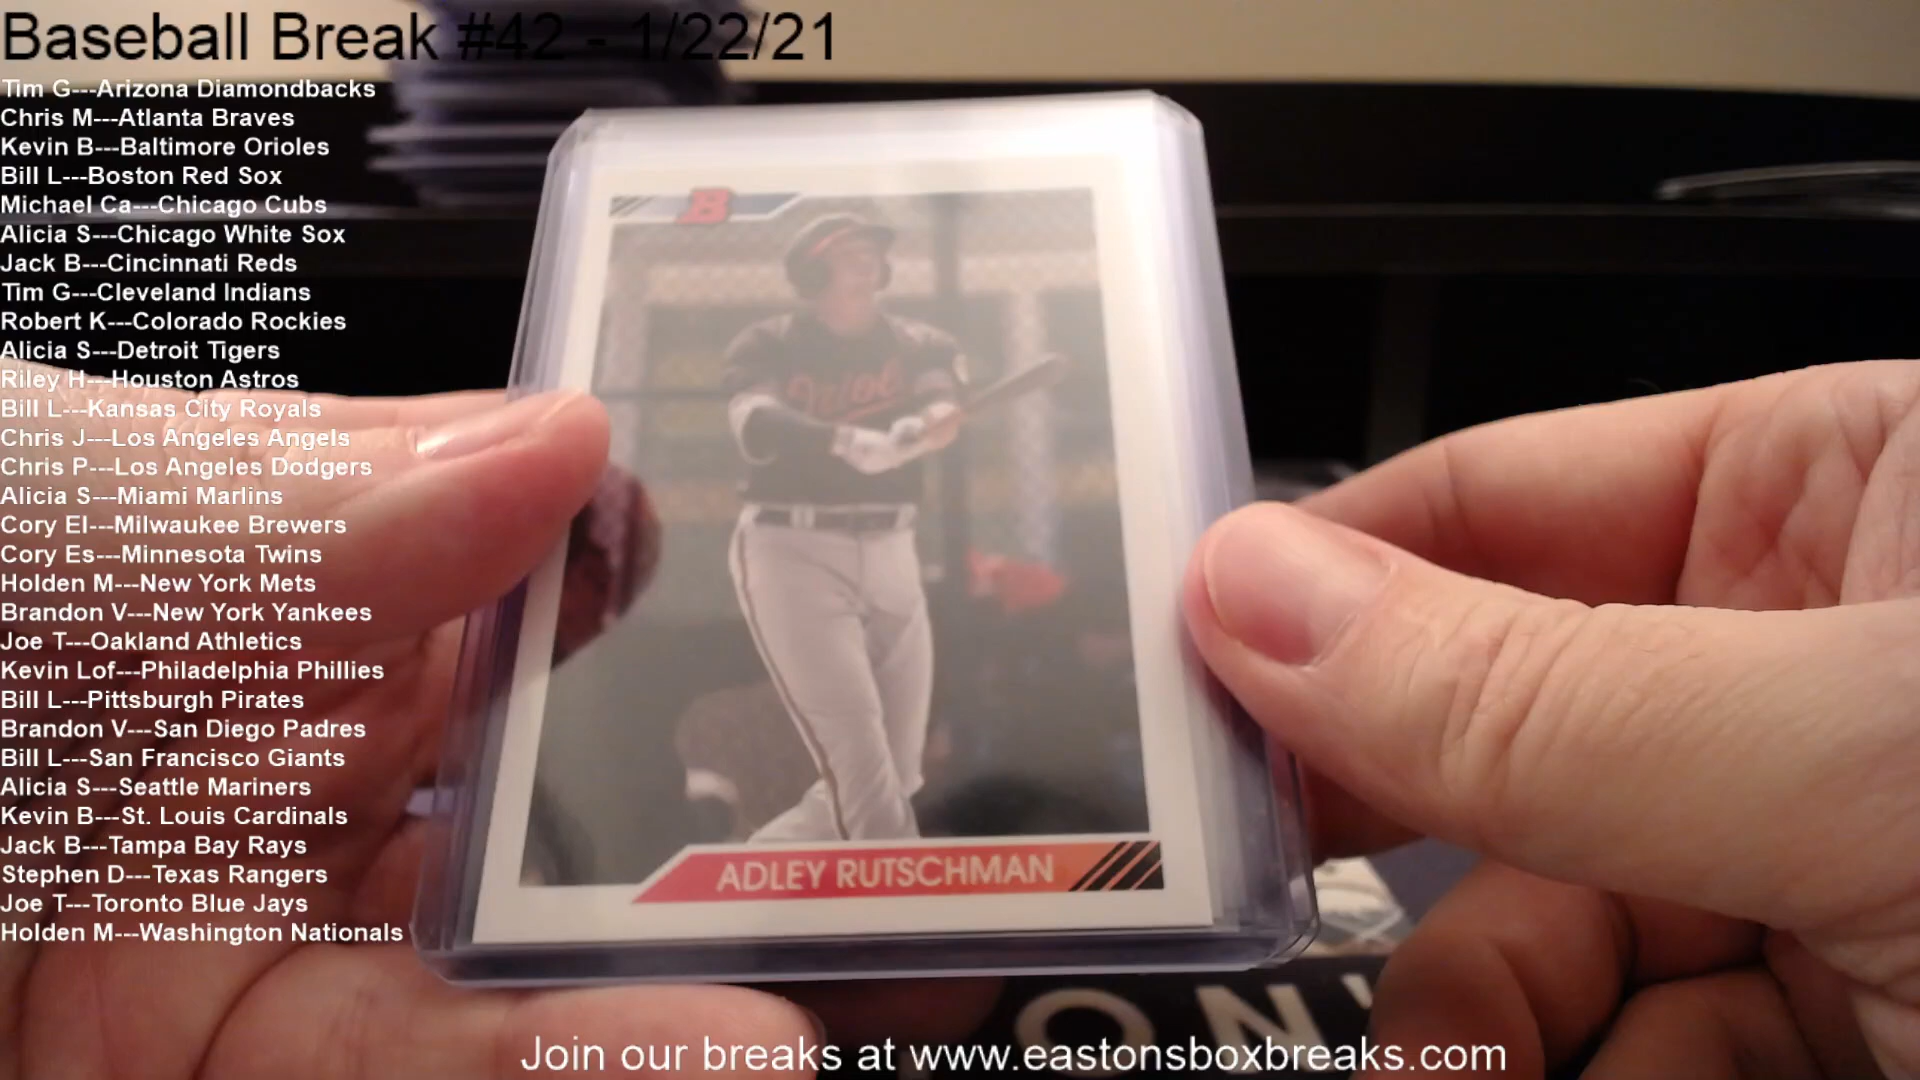 Baseball Break #42 - 1/22/21
Tim G---Arizona Diamondbacks
Chris M---Atlanta Braves
Kevin B---Baltimore Orioles
Bill L---Boston Red Sox
Michael Ca---Chicago Cubs
Alicia S---Chicago White Sox
Jack B---Cincinnati Reds
Tim G---Cleveland Indians
Robert K---Colorado Rockies
Alicia S---Detroit Tigers
Riley H---Houston Astros
Bill L---Kansas City Royals
Chris J---Los Angeles Angels
Chris P---Los Angeles Dodgers
Alicia S---Miami Marlins
Cory El---Milwaukee Brewers
Cory Es---Minnesota Twins
Holden M---New York Mets
Brandon V---New York Yankees
Joe T---Oakland Athletics
Kevin Lof---Philadelphia Phillies
Bill L---Pittsburgh Pirates
Brandon V---San Diego Padres
Bill L---San Francisco Giants
Alicia S---Seattle Mariners
Kevin B---St. Louis Cardinals
Jack B---Tampa Bay Rays
Stephen D---Texas Rangers
Joe T---Toronto Blue Jays
Holden M---Washington Nationals
B
ADLEY RUTSCHMAN
Join our breaks at www.eastonsboxbreaks.com